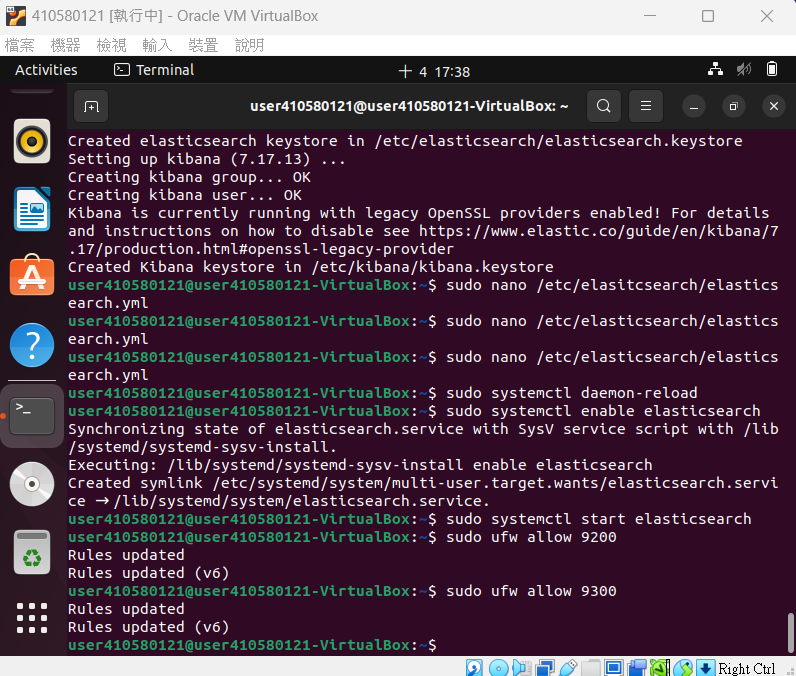 410580121 [執行中] - Oracle VM VirtualBox
檔案 機器 檢視 輸入 裝置 說明
Activities Terminal 十 4 17:38
user410580121@user410580121-VirtualBox: ~
Created elasticsearch keystore in /etc/elasticsearch/elasticsearch.keystore
Setting up kibana (7.17.13) ...
Creating kibana group... OK
Creating kibana user... OK
Kibana is currently running with legacy OpenSSL providers enabled! For details
and instructions on how to disable see https://www.elastic.co/guide/en/kibana/7
.17/production.html#openssl-legacy-provider
Created Kibana keystore in /etc/kibana/kibana.keystore
user410580121@user410580121-VirtualBox:~$ sudo nano /etc/elasitcsearch/elastics
earch.yml
user410580121@user410580121-VirtualBox:~$ sudo nano /etc/elasticsearch/elastics
earch.yml
user410580121@user410580121-VirtualBox:~$ sudo nano /etc/elasticsearch/elastics
earch.yml
user410580121@user410580121-VirtualBox:~$ sudo systemctl daemon-reload
user410580121@user410580121-VirtualBox:~$ sudo systemctl enable elasticsearch
Synchronizing state of elasticsearch.service with SysV service script with /lib
/systemd/systemd-sysv-install.
Executing: /lib/systemd/systemd-sysv-install enable elasticsearch
Created symlink /etc/systemd/system/multi-user.target.wants/elasticsearch.servi
ce → /lib/systemd/system/elasticsearch.service.
user410580121@user410580121-VirtualBox:~$ sudo systemctl start elasticsearch
user410580121@user410580121-VirtualBox:~$ sudo ufw allow 9200
Rules updated
Rules updated (v6)
user410580121@user410580121-VirtualBox:~$ sudo ufw allow 9300
Rules updated
Rules updated (v6)
user410580121@user410580121-VirtualBox:~$
Right Ctrl